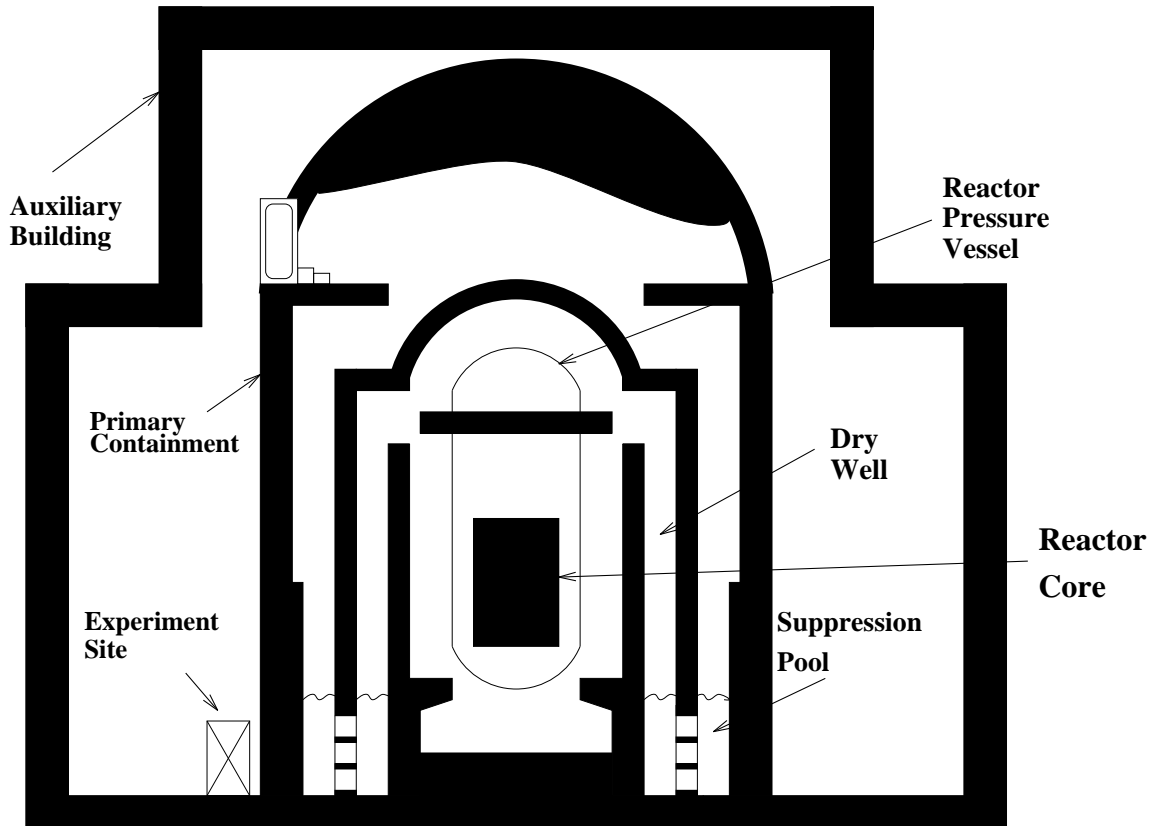 Auxiliary
Building
Reactor
Pressure
Vessel
Primary
Containment
Dry
Well
Reactor
Core
Experiment
Site
Suppression
Pool